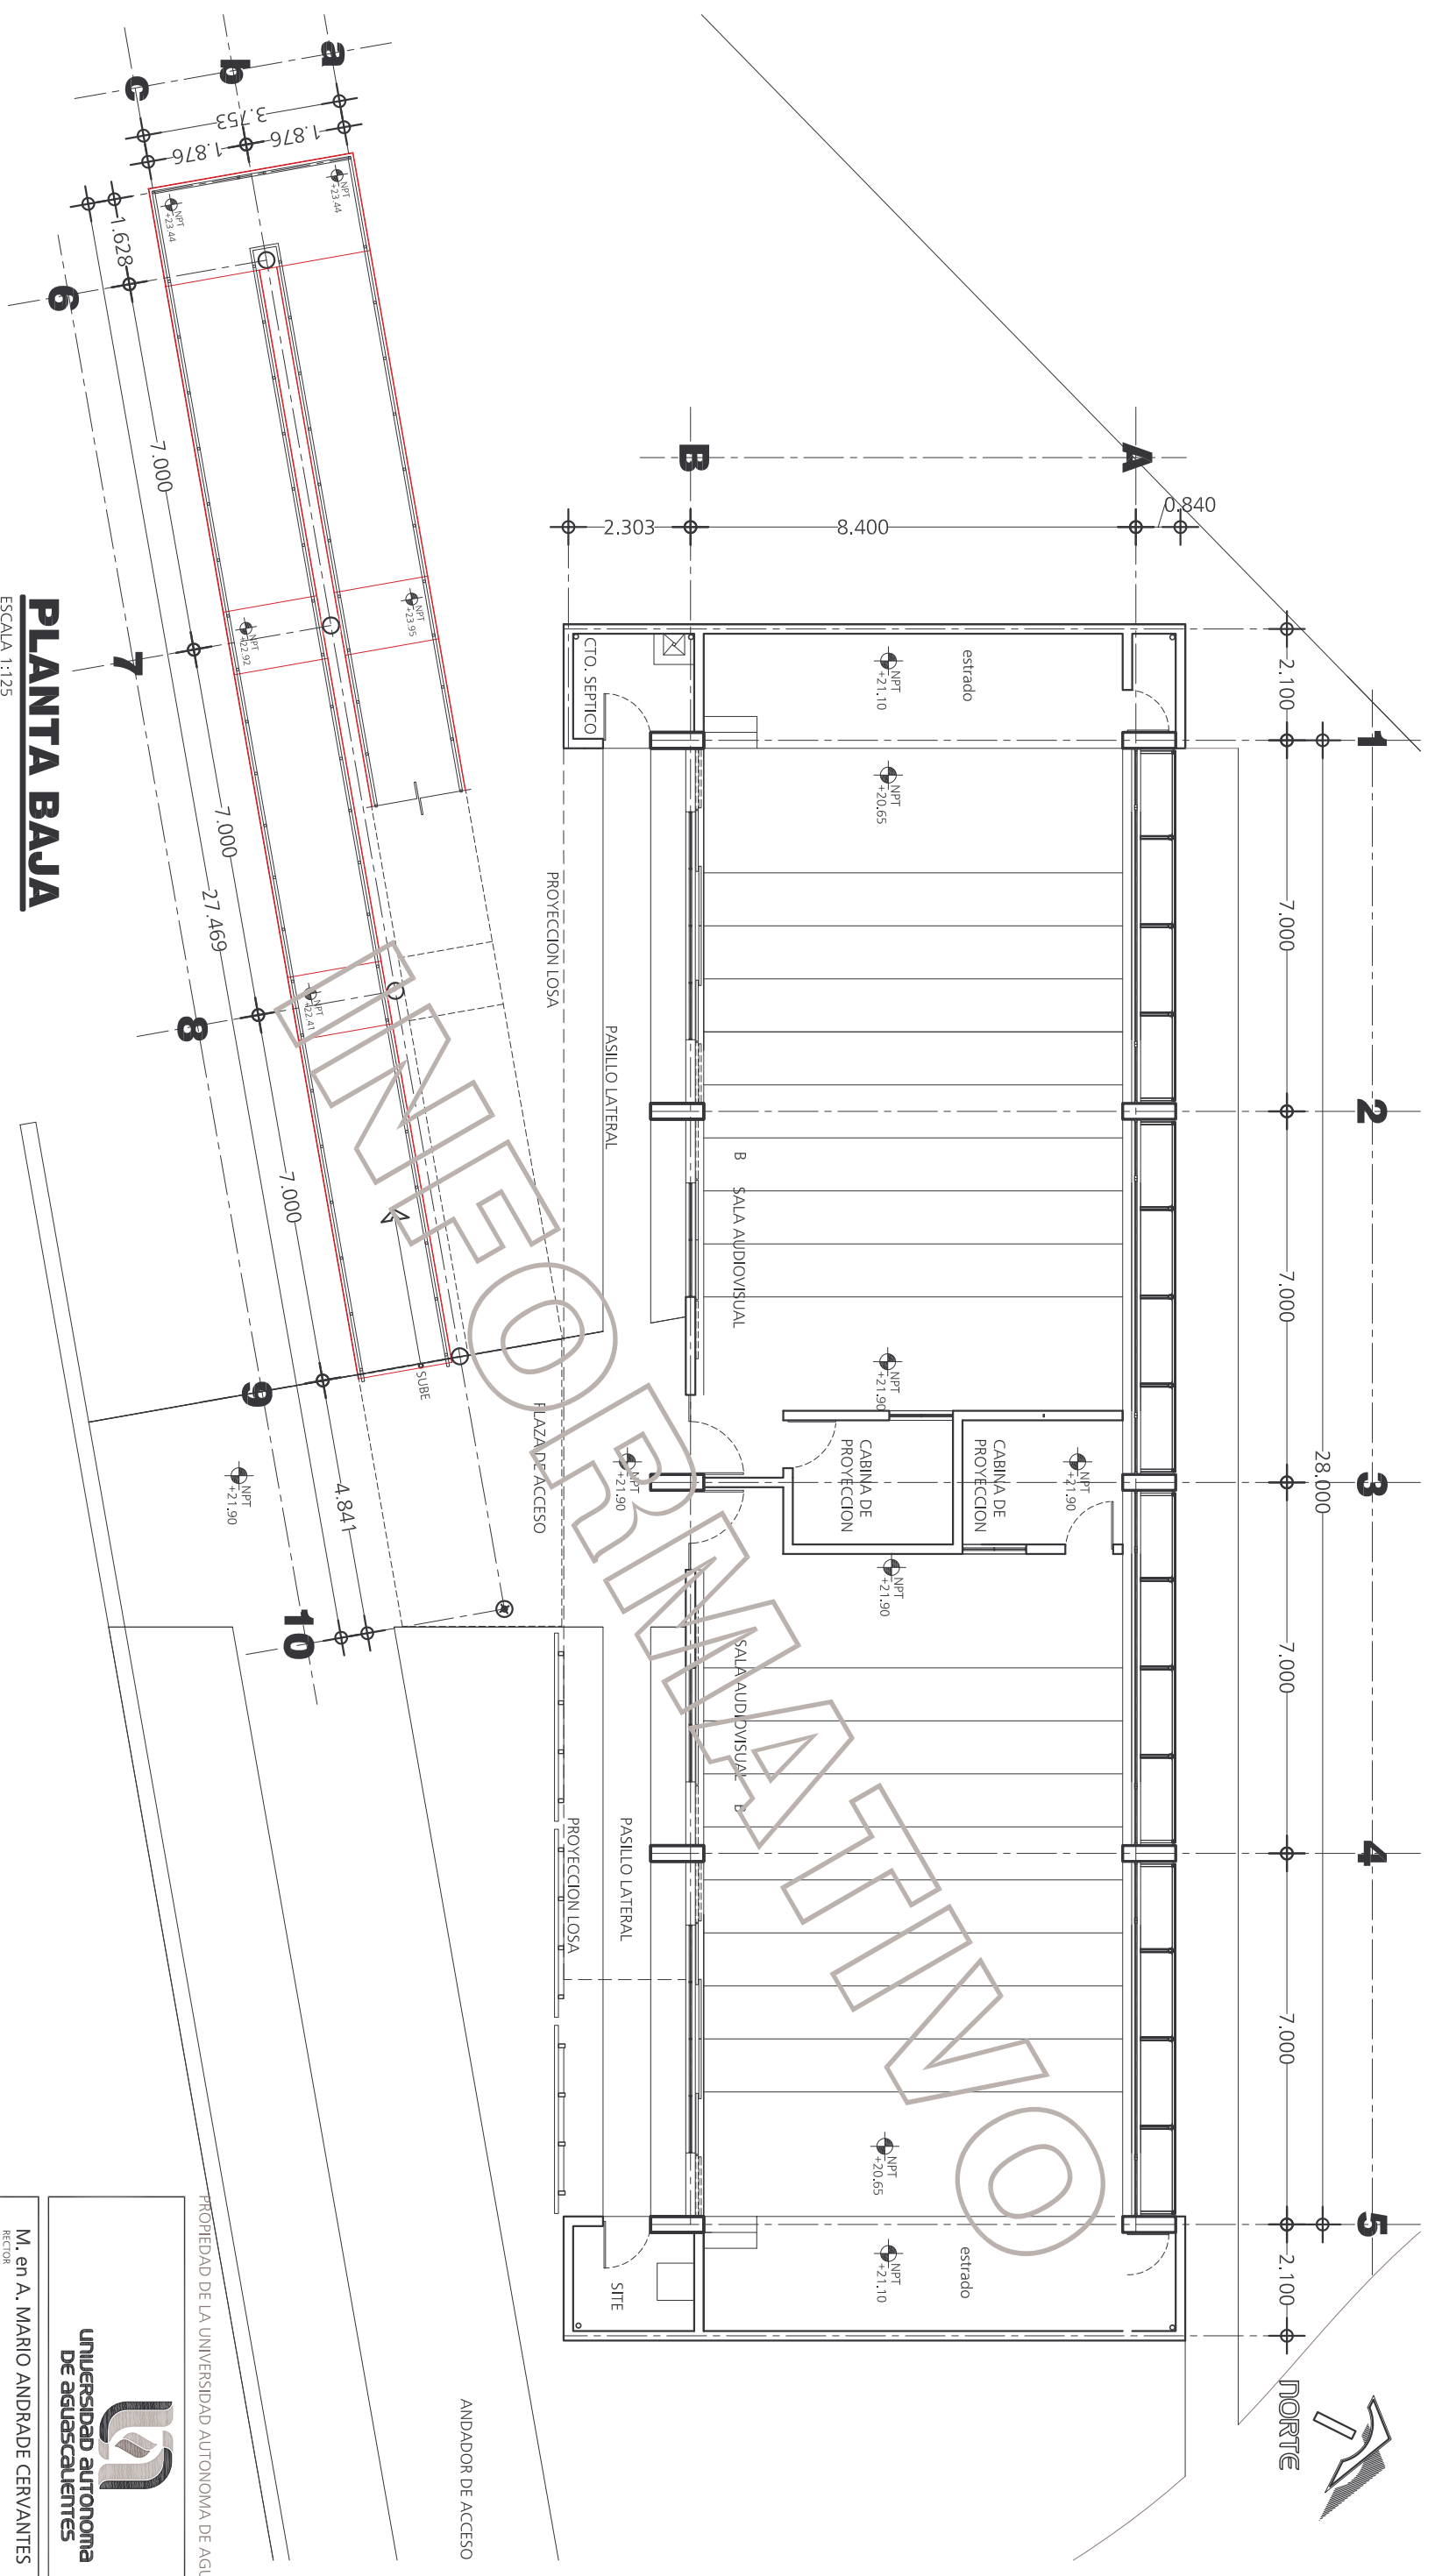 1
2
3
4
5
28.000
2.100
7.000
7.000
7.000
7.000
2.100
NORTE
A
B
0.840
8.400
2.303
estrado
NPT
+21.10
NPT
+20.65
CTO. SEPTICO
B SALA AUDIOVISUAL
NPT
+21.90
CABINA DE
PROYECCION
CABINA DE
PROYECCION
NPT
+21.90
NPT
+21.90
NPT
+21.90
SALA AUDIOVISUAL B
NPT
+20.65
estrado
NPT
+21.10
SITE
PASILLO LATERAL
PROYECCION LOSA
PASILLO LATERAL
PROYECCION LOSA
PLAZA DE ACCESO
ANDADOR DE ACCESO
INFORMATIVO
a
b
c
3.753
1.876
1.876
NPT
+23.44
NPT
+23.44
NPT
+23.95
NPT
+22.92
NPT
+22.41
SUBE
NPT
+21.90
1.628
7.000
7.000
7.000
4.841
27.469
6
7
8
9
10
PLANTA BAJA
ESCALA 1:125
PROPIEDAD DE LA UNIVERSIDAD AUTONOMA DE AGU
UNIVERSIDAD AUTONOMA
DE AGUASCALIENTES
M. en A. MARIO ANDRADE CERVANTES
RECTOR